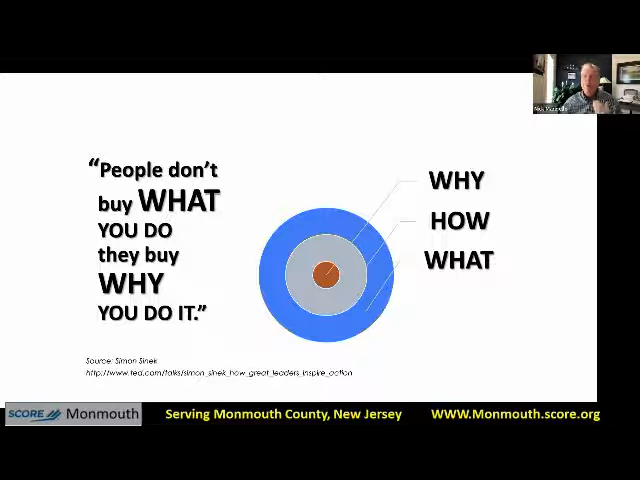 “People don’t
buy WHAT
YOU DO
they buy
WHY
YOU DO IT.”
WHY
HOW
WHAT
Source: Simon Sinek
http://www.ted.com/talks/simon_sinek_how_great_leaders_inspire_action
SCORE Monmouth
Serving Monmouth County, New Jersey
WWW.Monmouth.score.org